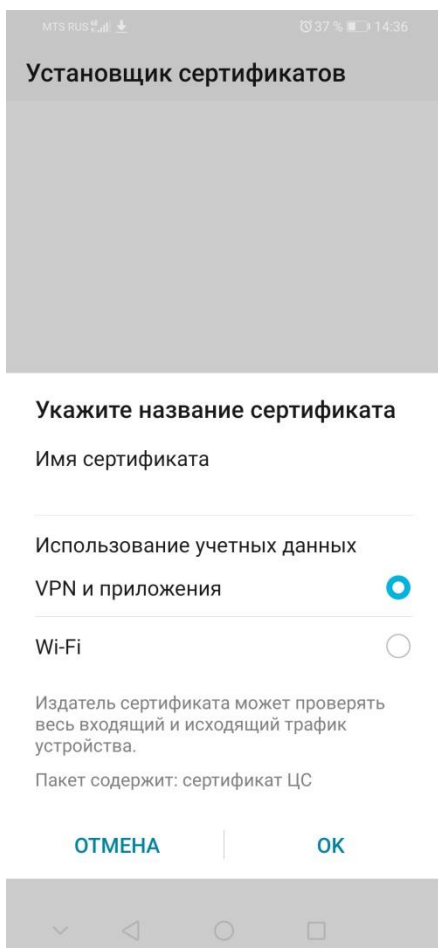 MTS RUS 37 % 14:36
Установщик сертификатов
Укажите название сертификата
Имя сертификата
Использование учетных данных
VPN и приложения
Wi-Fi
Издатель сертификата может проверять
весь входящий и исходящий трафик
устройства.
Пакет содержит: сертификат ЦС
ОТМЕНА ОК